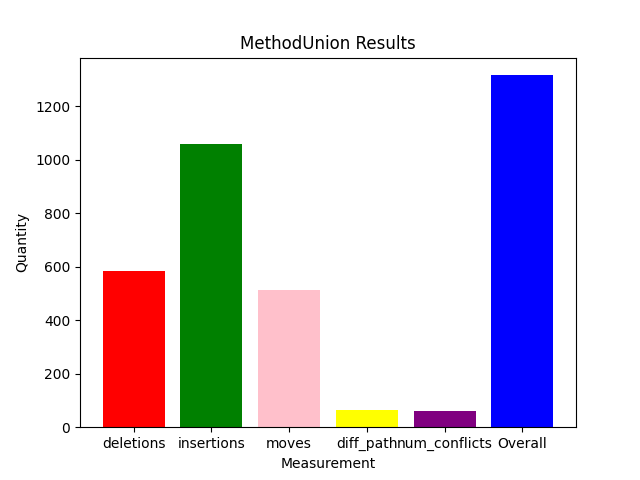 MethodUnion Results
Quantity
1200
1000
800
600
400
200
0
deletions insertions moves diff_path num_conflicts Overall
Measurement